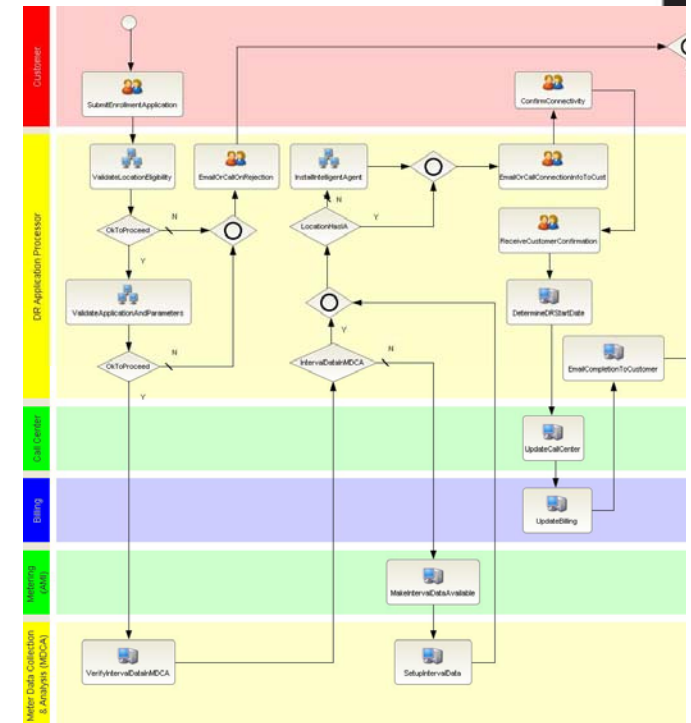 Customer
SubmitEnrollmentApplication
ConfirmConnectivity
DR Application Processor
ValidateLocationEligibility
EmailOrCallOnRejection
InstallIntelligentAgent
EmailOrCallConnectionInfoToCust
N
OkToProceed
N
Y
LocationHasIA
ReceiveCustomerConfirmation
Y
ValidateApplicationAndParameters
DetermineDRStartDate
Y
N
N
OkToProceed
IntervalDataInMDCA
EmailCompletionToCustomer
Y
Call Center
UpdateCallCenter
Billing
UpdateBilling
Metering
(AMI)
MakeIntervalDataAvailable
Meter Data Collection
& Analysis (MDCA)
VerifyIntervalDataInMDCA
SetupIntervalData